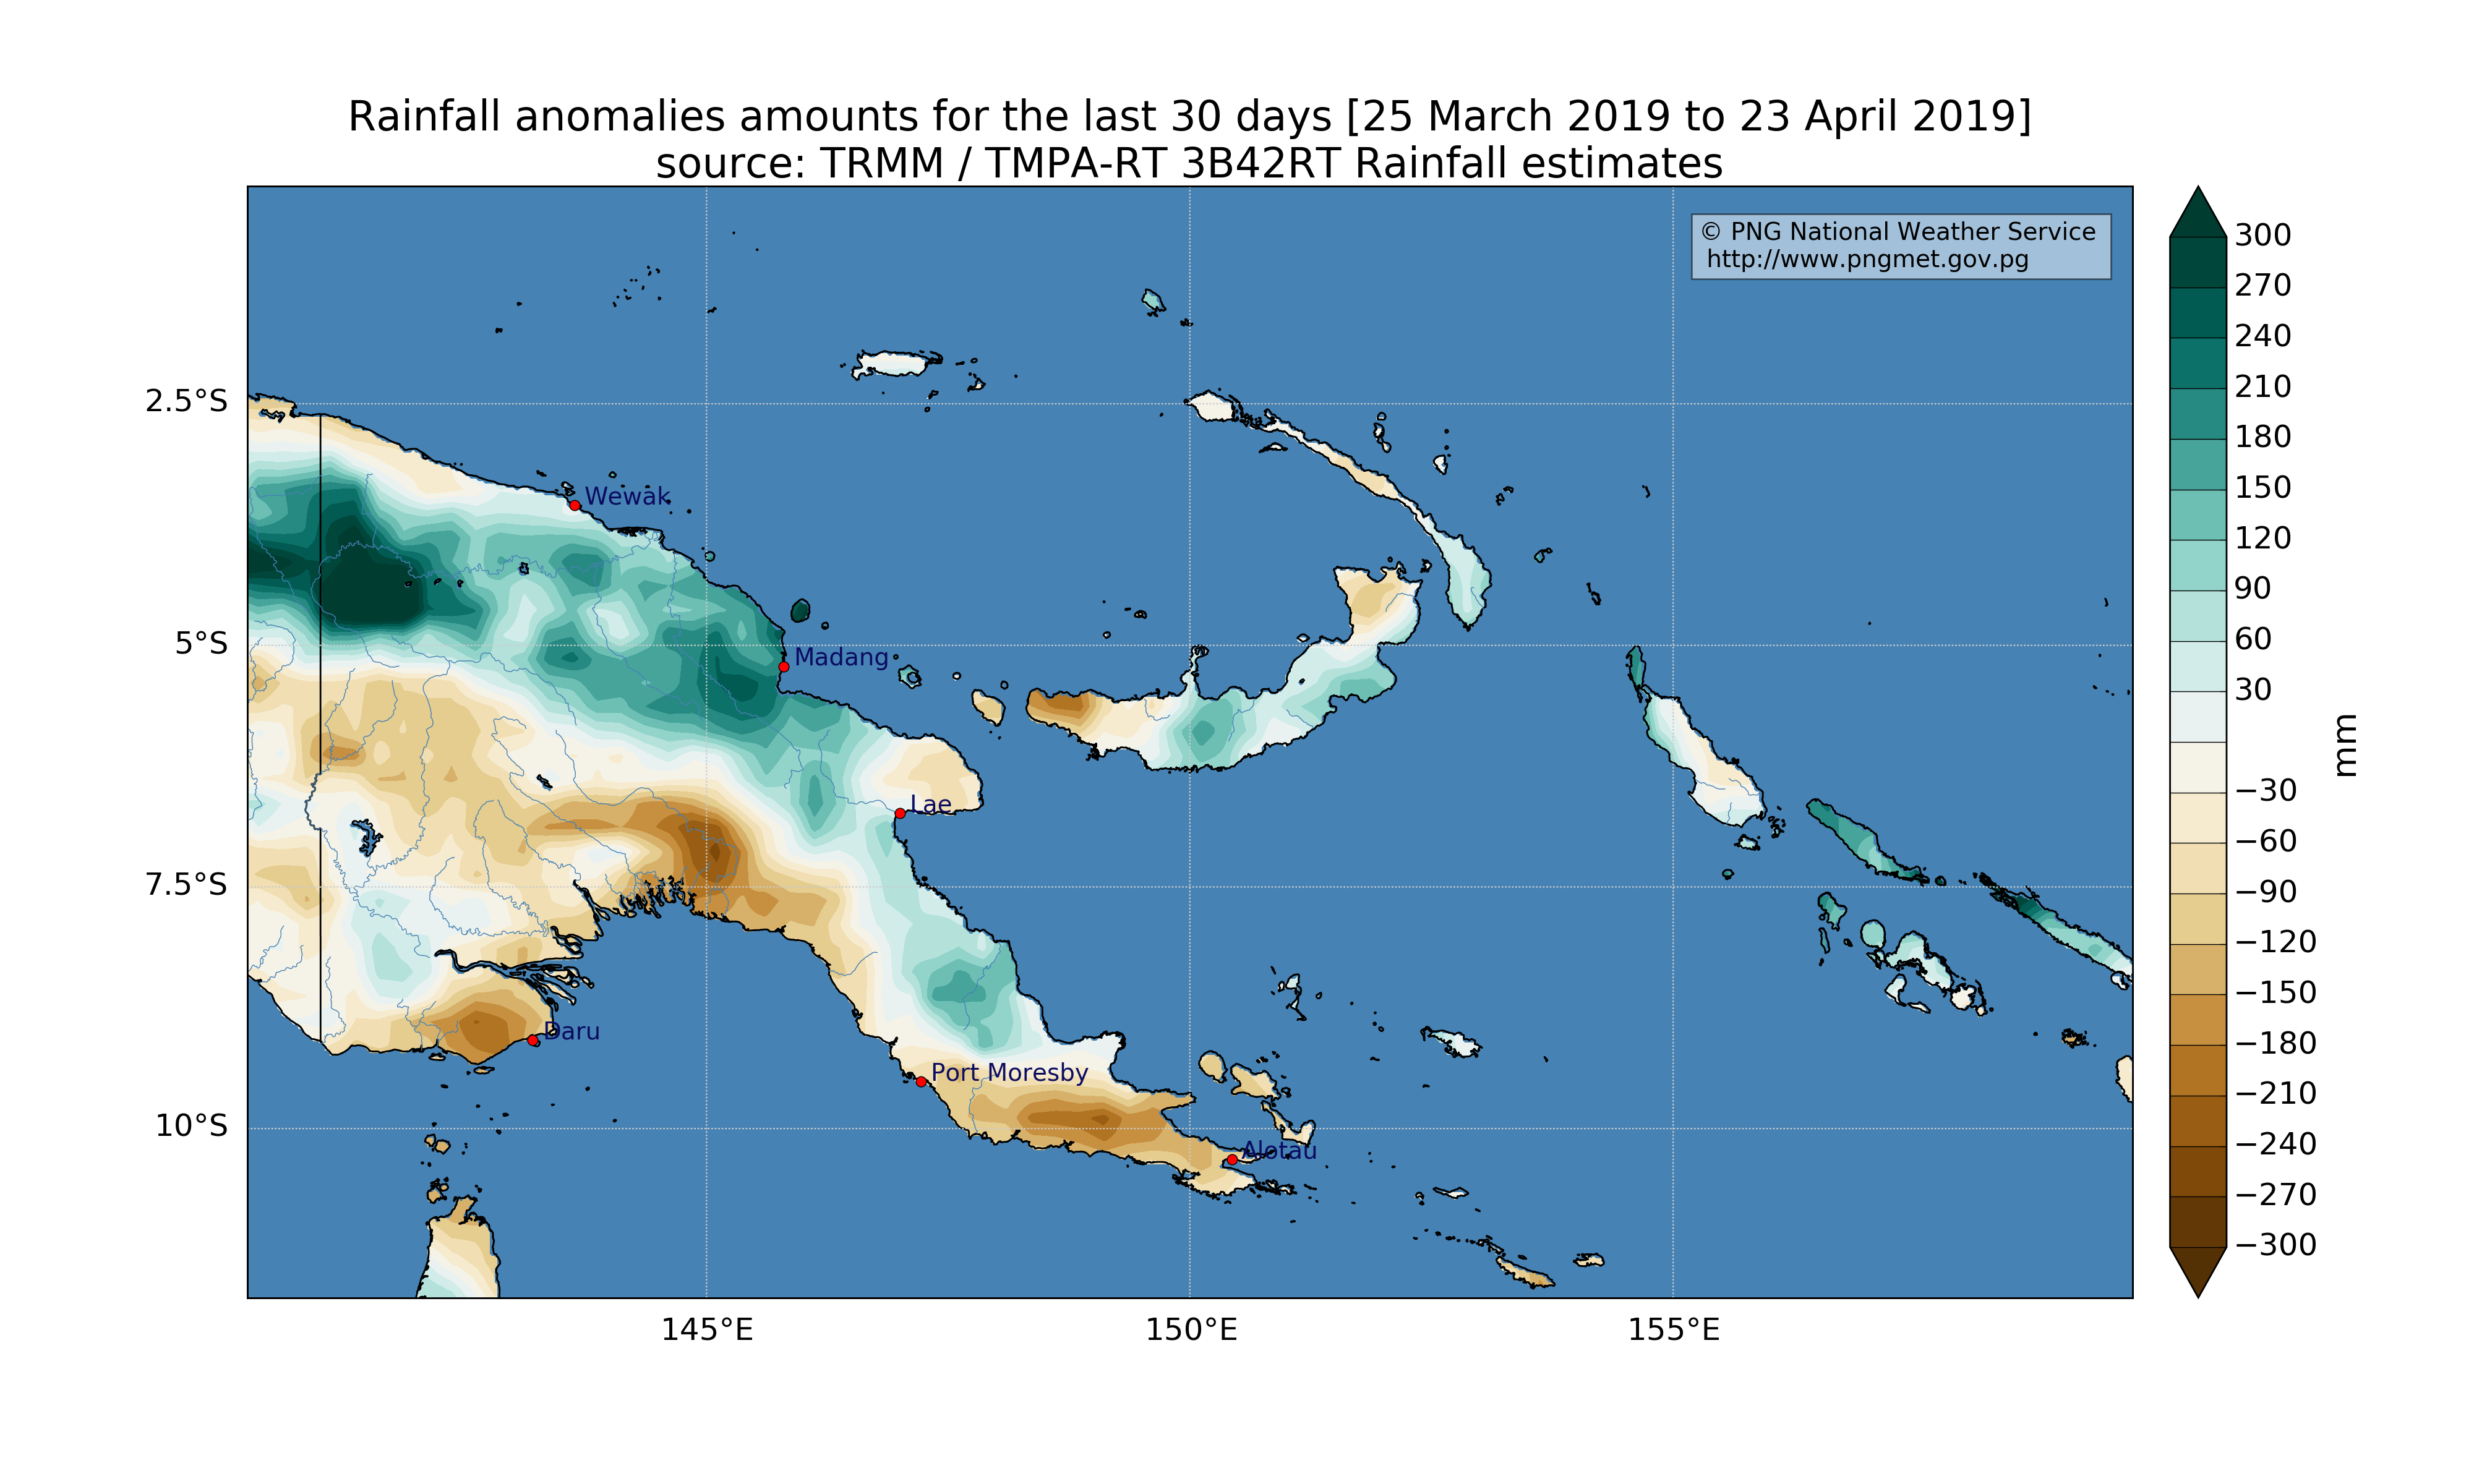 Rainfall anomalies amounts for the last 30 days [25 March 2019 to 23 April 2019]
source: TRMM / TMPA-RT 3B42RT Rainfall estimates
© PNG National Weather Service
http://www.pngmet.gov.pg
2.5°S
5°S
7.5°S
10°S
Wewak
Madang
Lae
Daru
Port Moresby
Alotau
145°E
150°E
155°E
300
270
240
210
180
150
120
90
60
30
−30
−60
−90
−120
−150
−180
−210
−240
−270
−300
mm